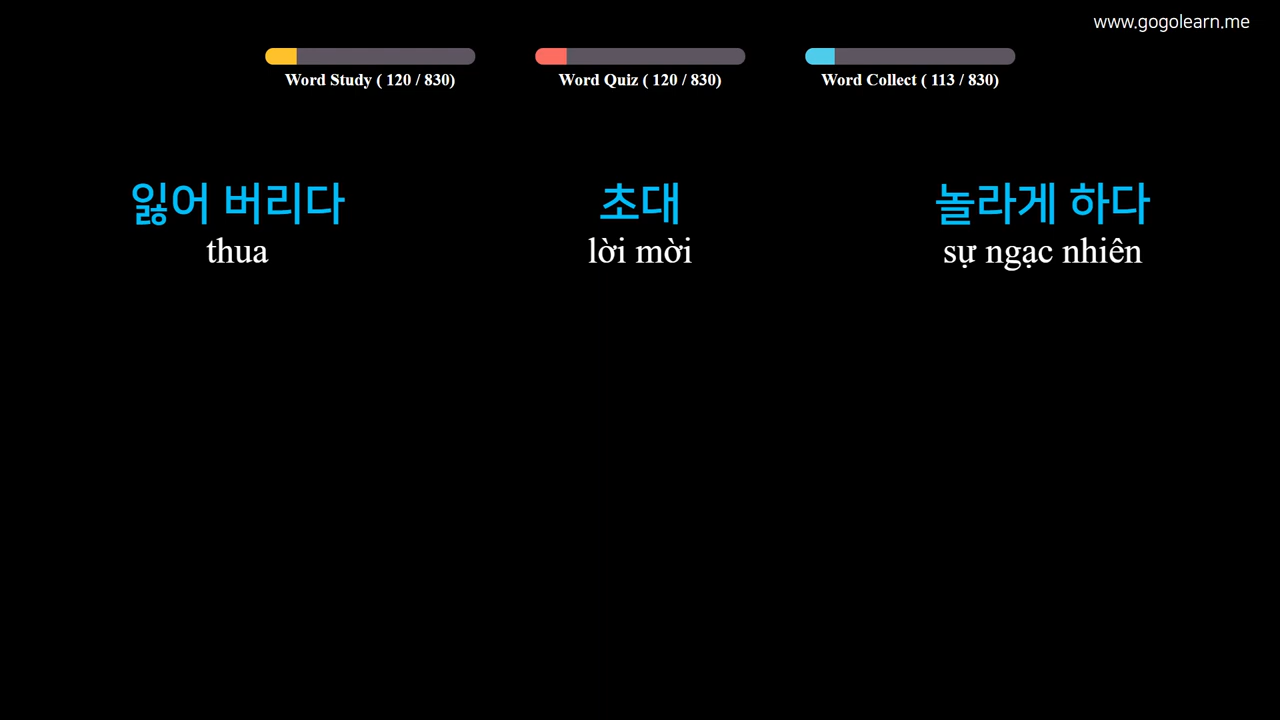 www.gogolearn.me
Word Study ( 120 / 830)
Word Quiz ( 120 / 830)
Word Collect ( 113 / 830)
잃어 버리다
thua
초대
lời mời
놀라게 하다
sự ngạc nhiên